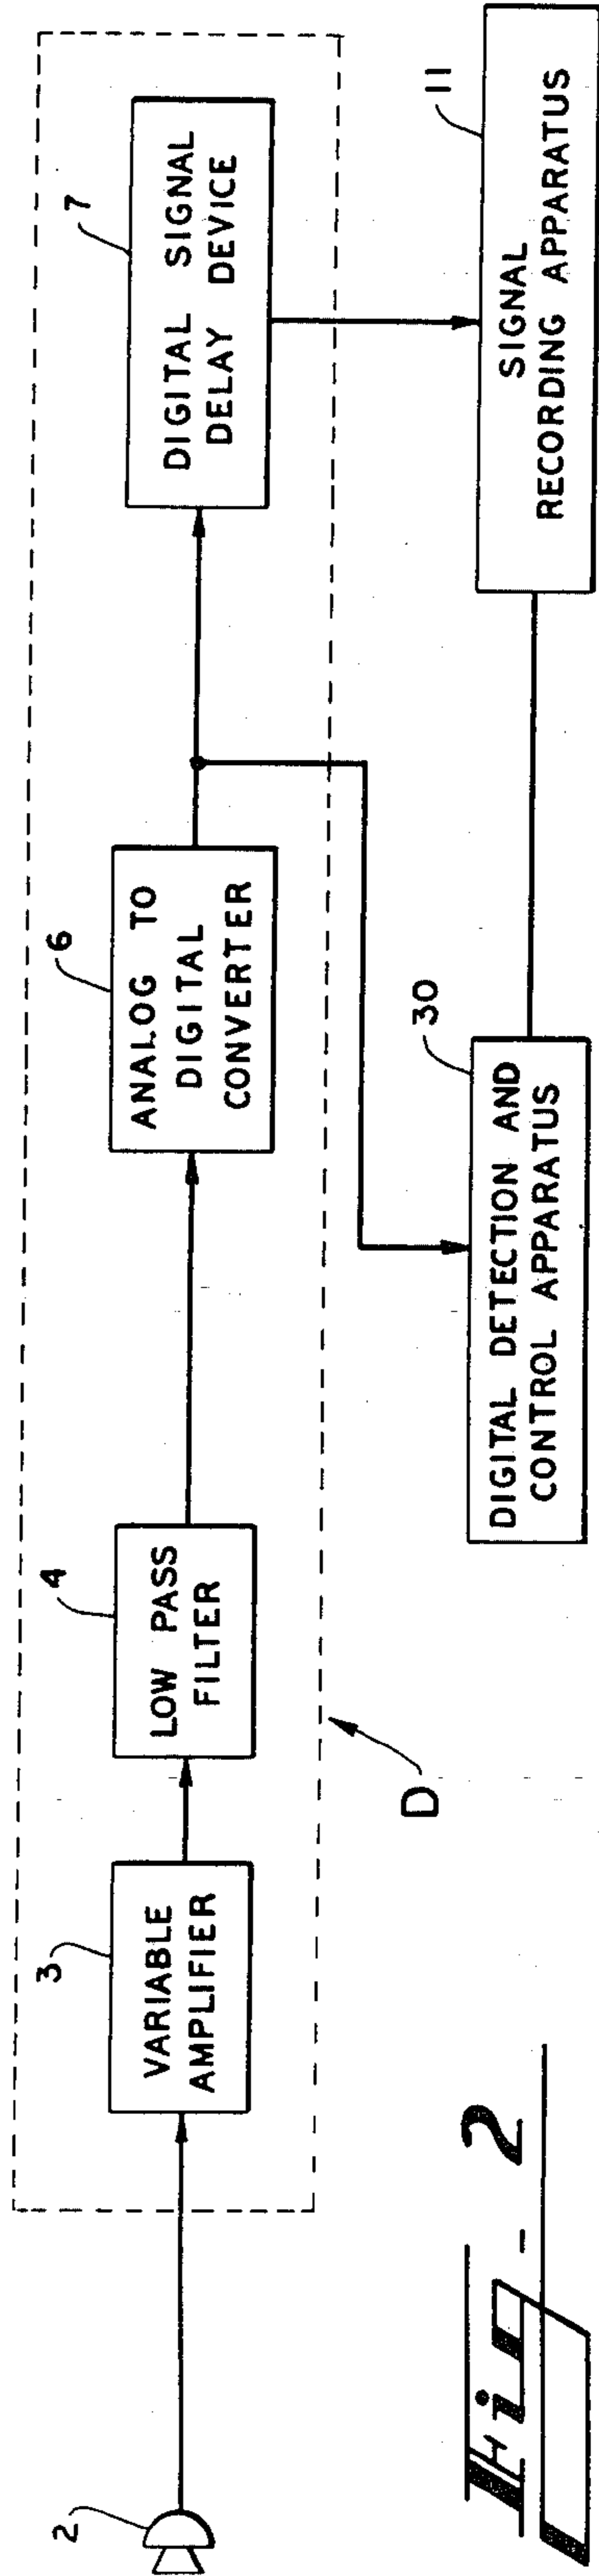 2
3
VARIABLE
AMPLIFIER
4
LOW PASS
FILTER
6
ANALOG TO
DIGITAL
CONVERTER
7
DIGITAL SIGNAL
DELAY DEVICE
D
30
DIGITAL DETECTION AND
CONTROL APPARATUS
11
SIGNAL
RECORDING APPARATUS
Fig-2